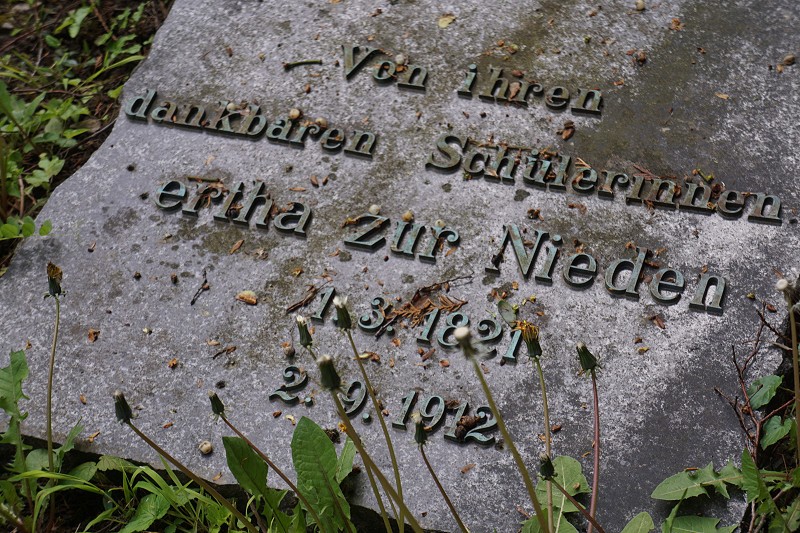 Von ihren
dankbaren Schülerinnen.
ertha Zur Nieden
1. 3. 1821
2. 9. 1912